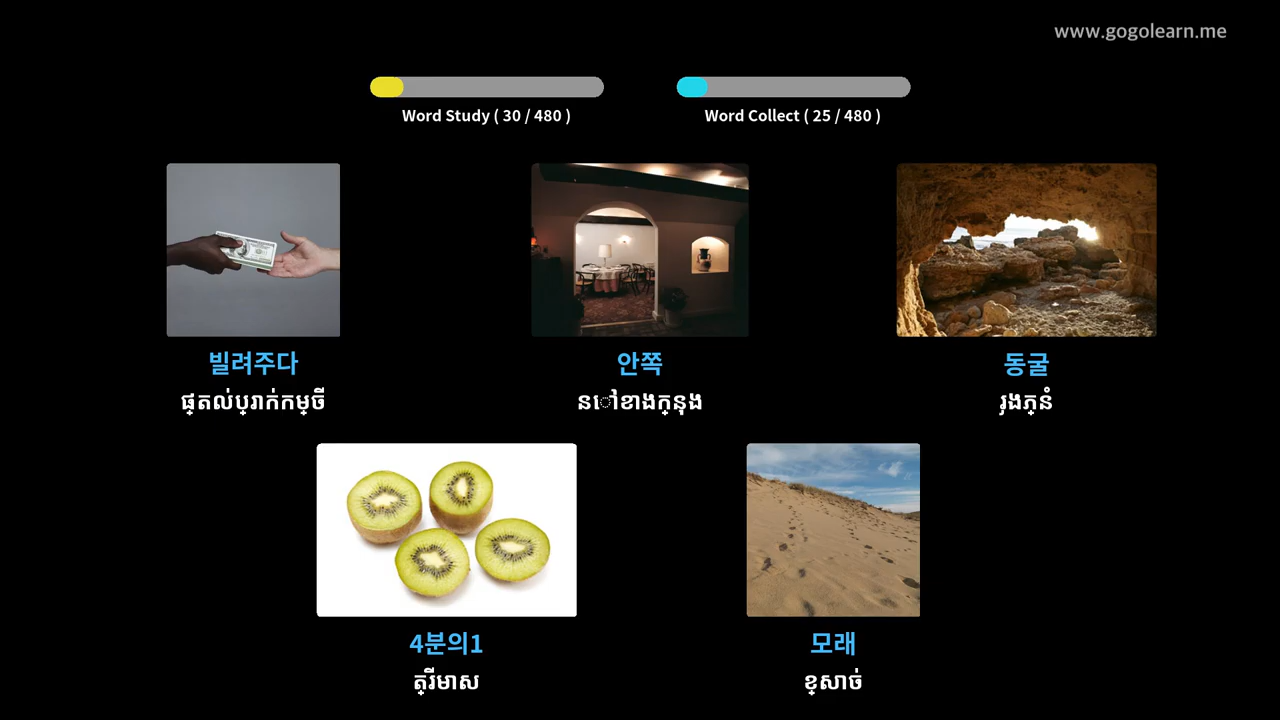 www.gogolearn.me
Word Study ( 30 / 480 )
Word Collect ( 25 / 480 )
빌려주다
ផ្តល់ប្រាក់កម្ចី
안쪽
នៅខាងក្នុង
동굴
រូងភ្នំ
4분의1
ត្រីមាស
모래
ខ្សាច់